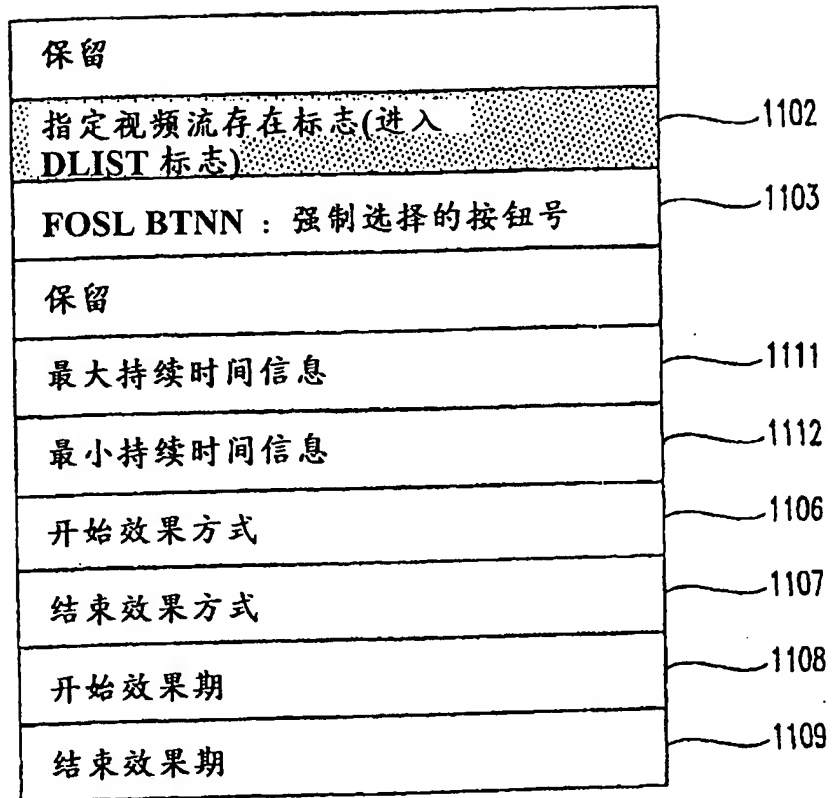 保留
指定视频流存在标志(进入
DLIST 标志)
1102
FOSL BTNN : 强制选择的按钮号
1103
保留
最大持续时间信息
1111
最小持续时间信息
1112
开始效果方式
1106
结束效果方式
1107
开始效果期
1108
结束效果期
1109